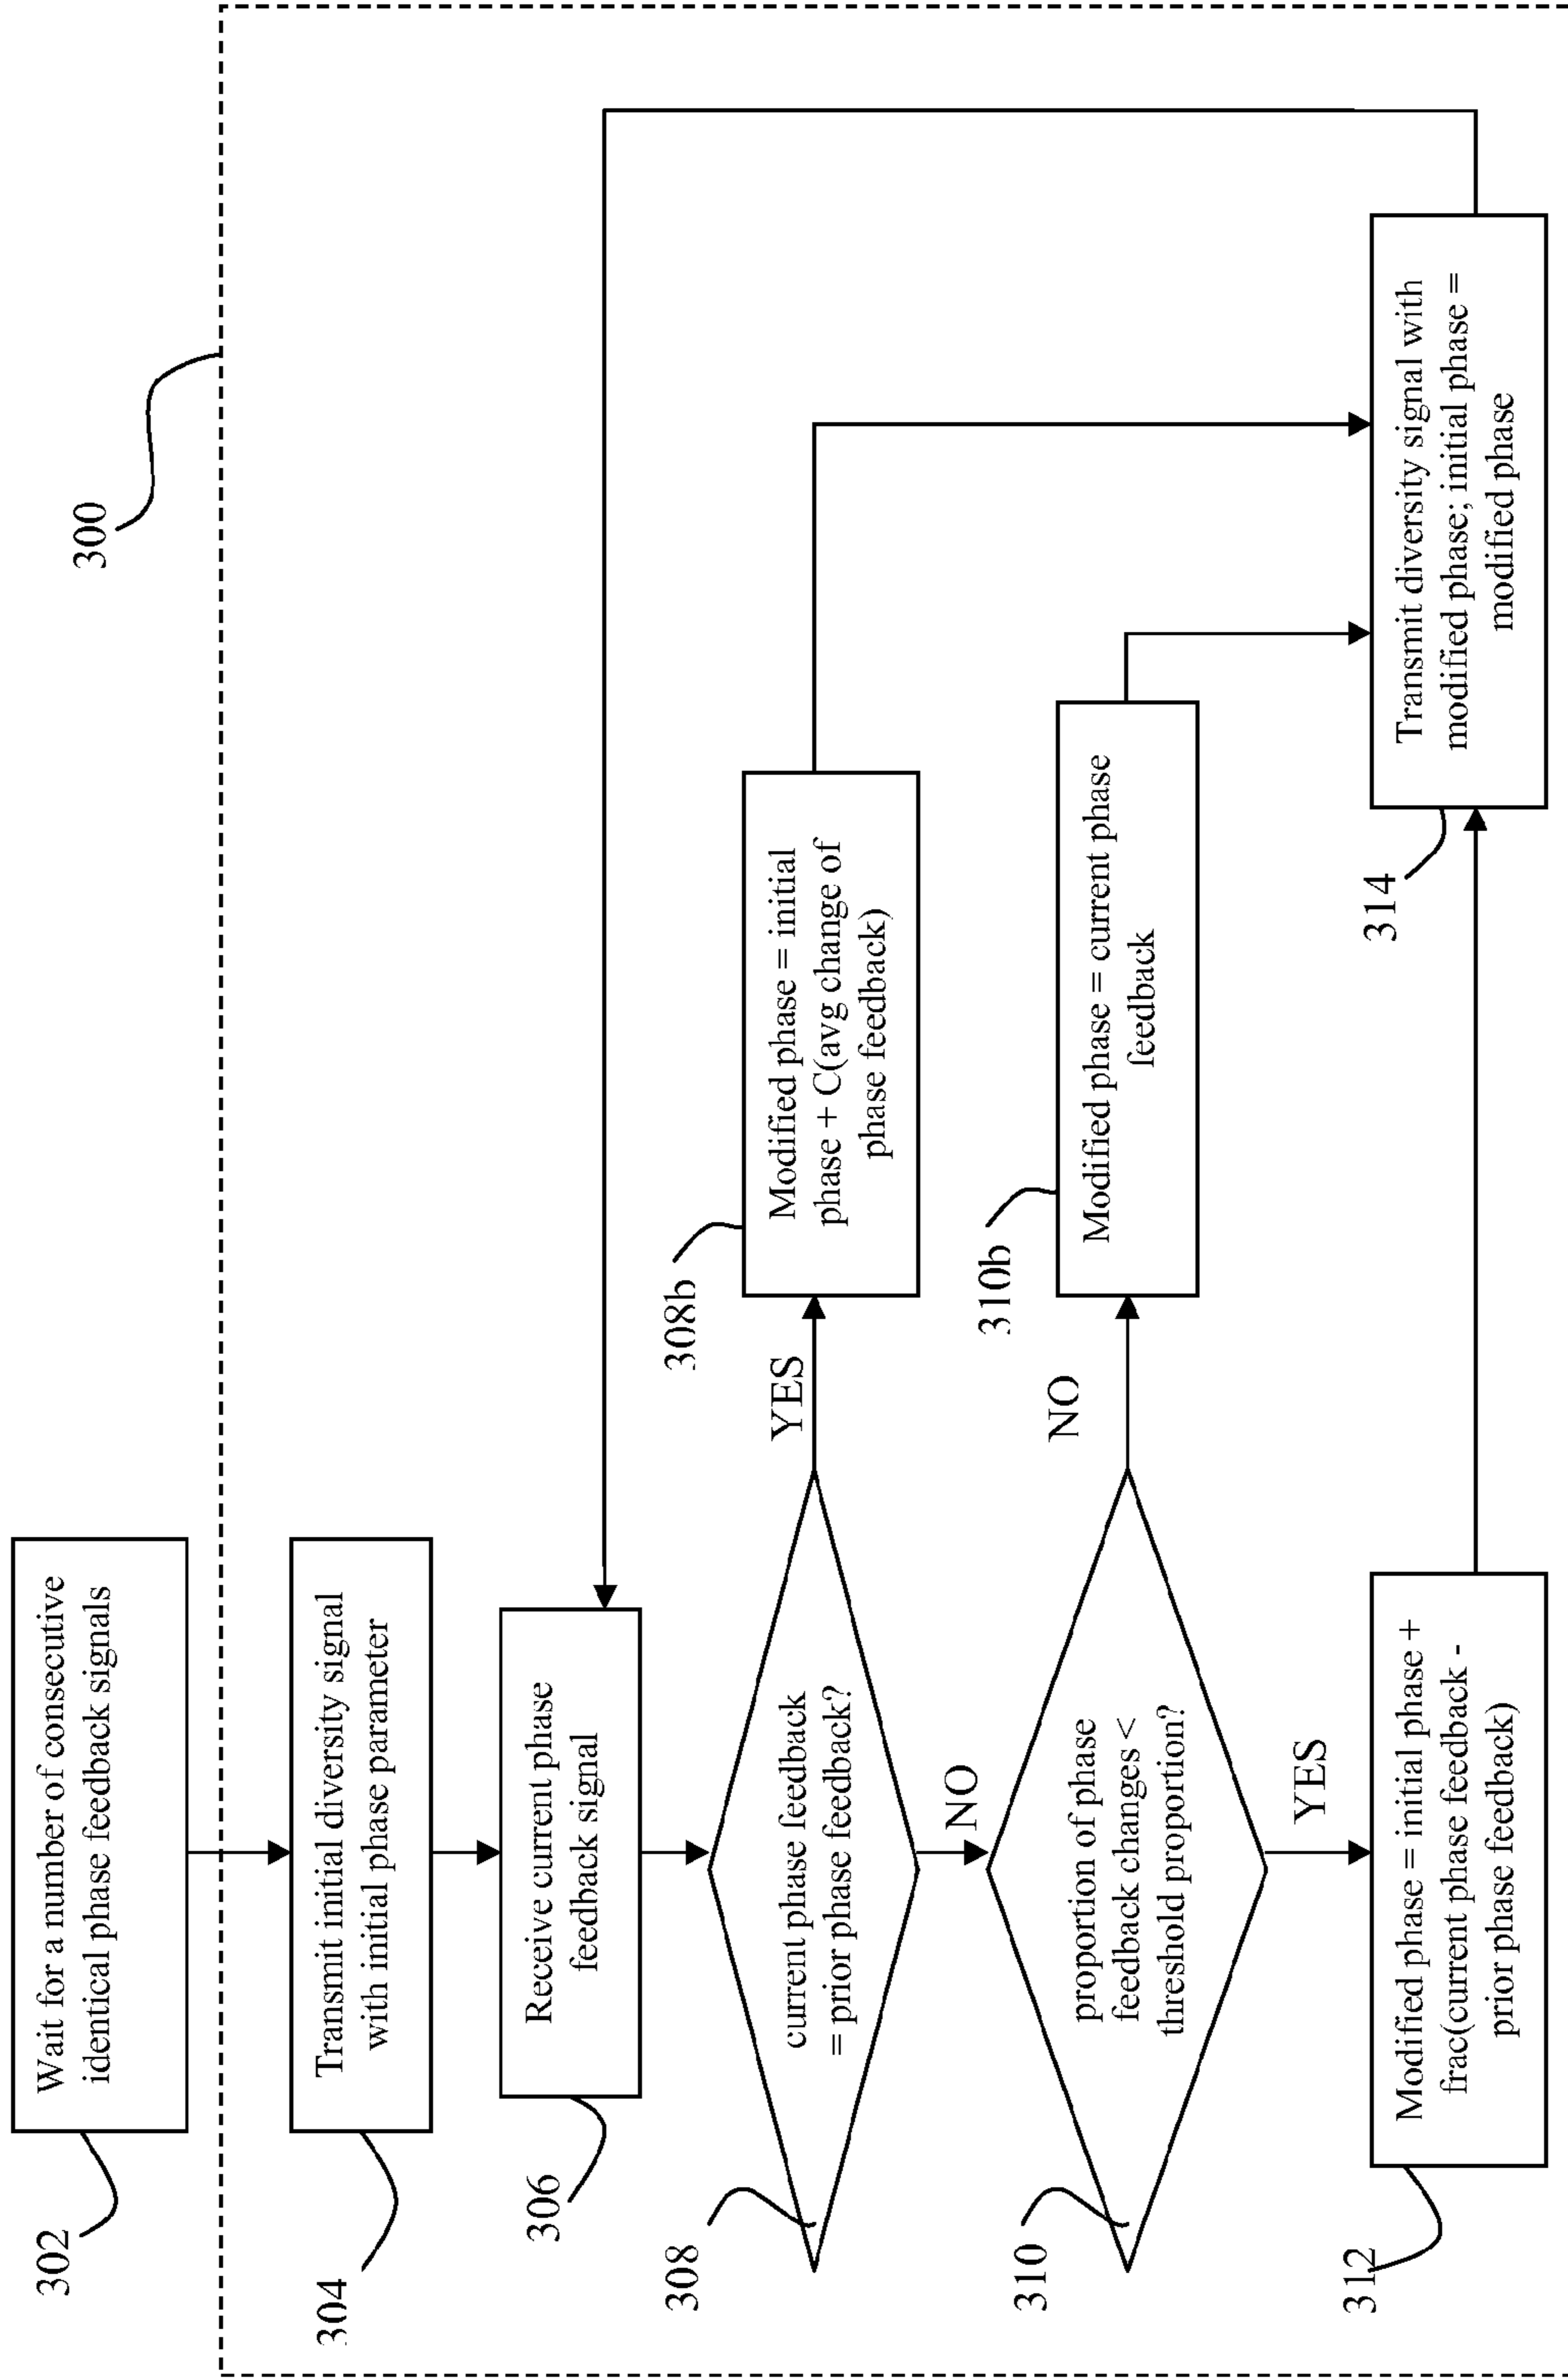 300
302
Wait for a number of consecutive
identical phase feedback signals
304
Transmit initial diversity signal
with initial phase parameter
306
Receive current phase
feedback signal
308
current phase feedback
= prior phase feedback?
YES
308b
Modified phase = initial
phase + C(avg change of
phase feedback)
NO
310
proportion of phase
feedback changes <
threshold proportion?
NO
310b
Modified phase = current phase
feedback
YES
312
Modified phase = initial phase +
frac(current phase feedback -
prior phase feedback)
314
Transmit diversity signal with
modified phase; initial phase =
modified phase